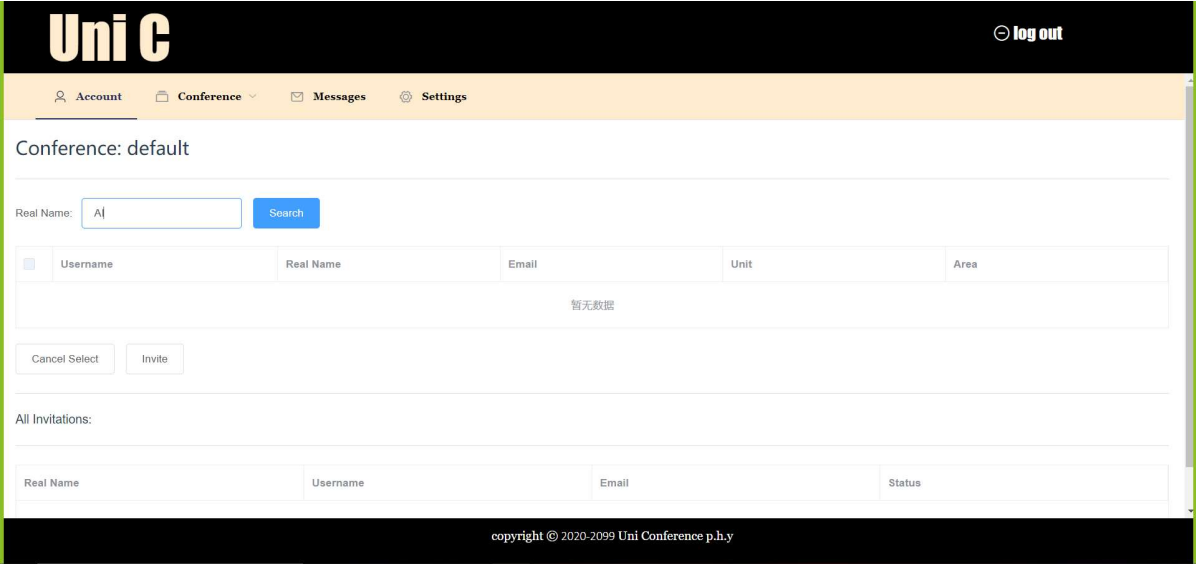 Uni C
log out
Account Conference Messages Settings
Conference: default
Real Name: Al Search
Username Real Name Email Unit Area
暂无数据
Cancel Select Invite
All Invitations:
Real Name Username Email Status
copyright © 2020-2099 Uni Conference p.h.y